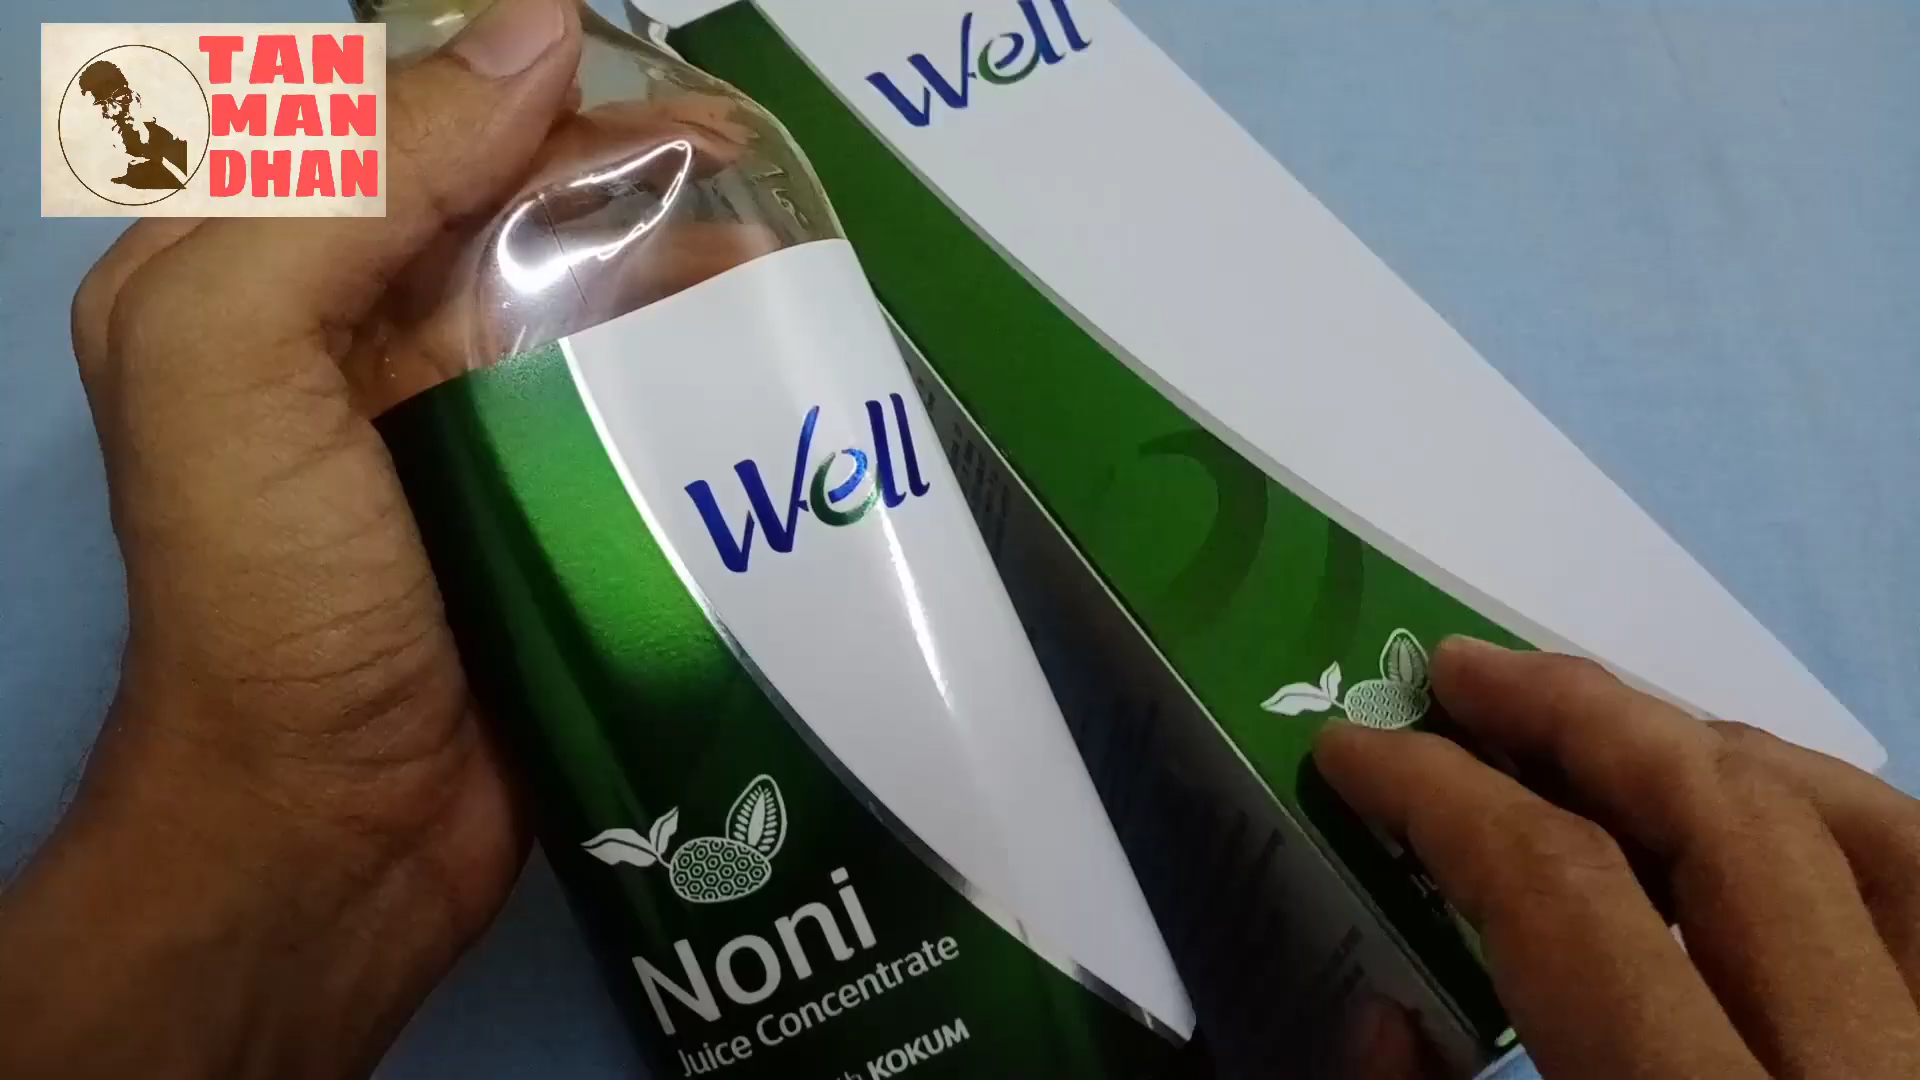 TAN
MAN
DHAN
Well
Well
Noni
Juice Concentrate
KOKUM